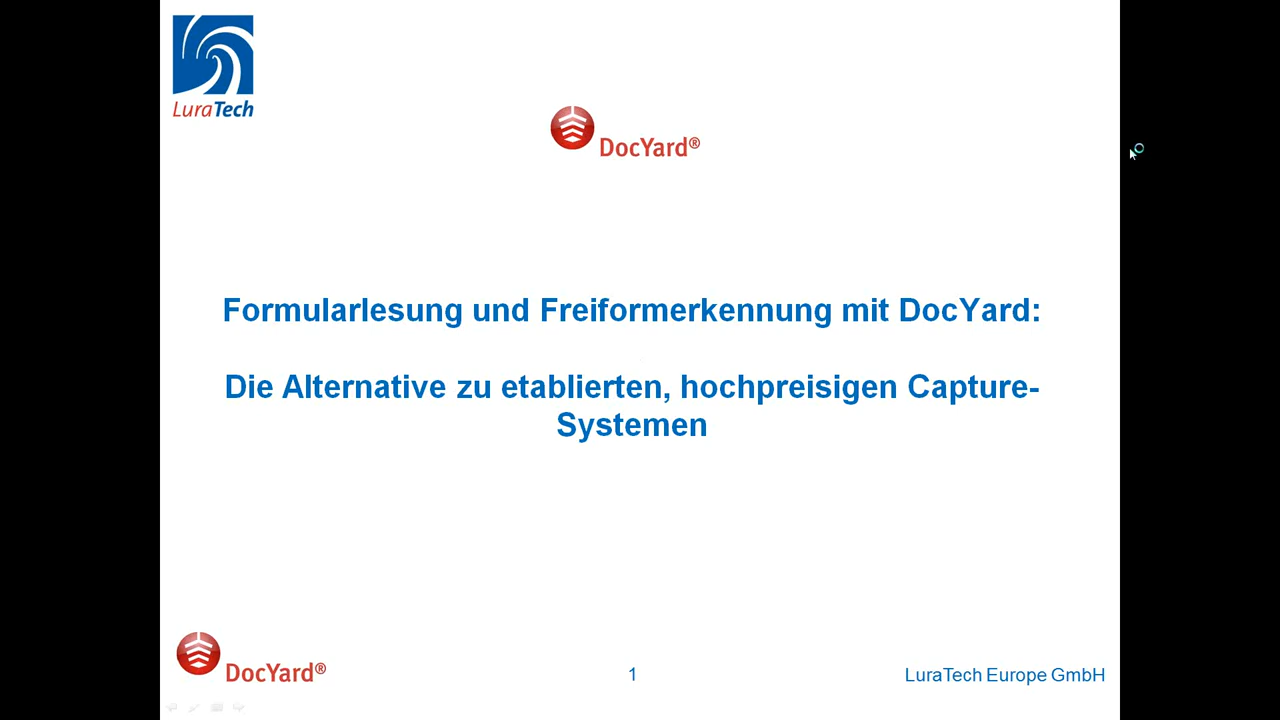 LuraTech
DocYard®
Formularlesung und Freiformerkennung mit DocYard:
Die Alternative zu etablierten, hochpreisigen Capture-
Systemen
DocYard®
1
LuraTech Europe GmbH